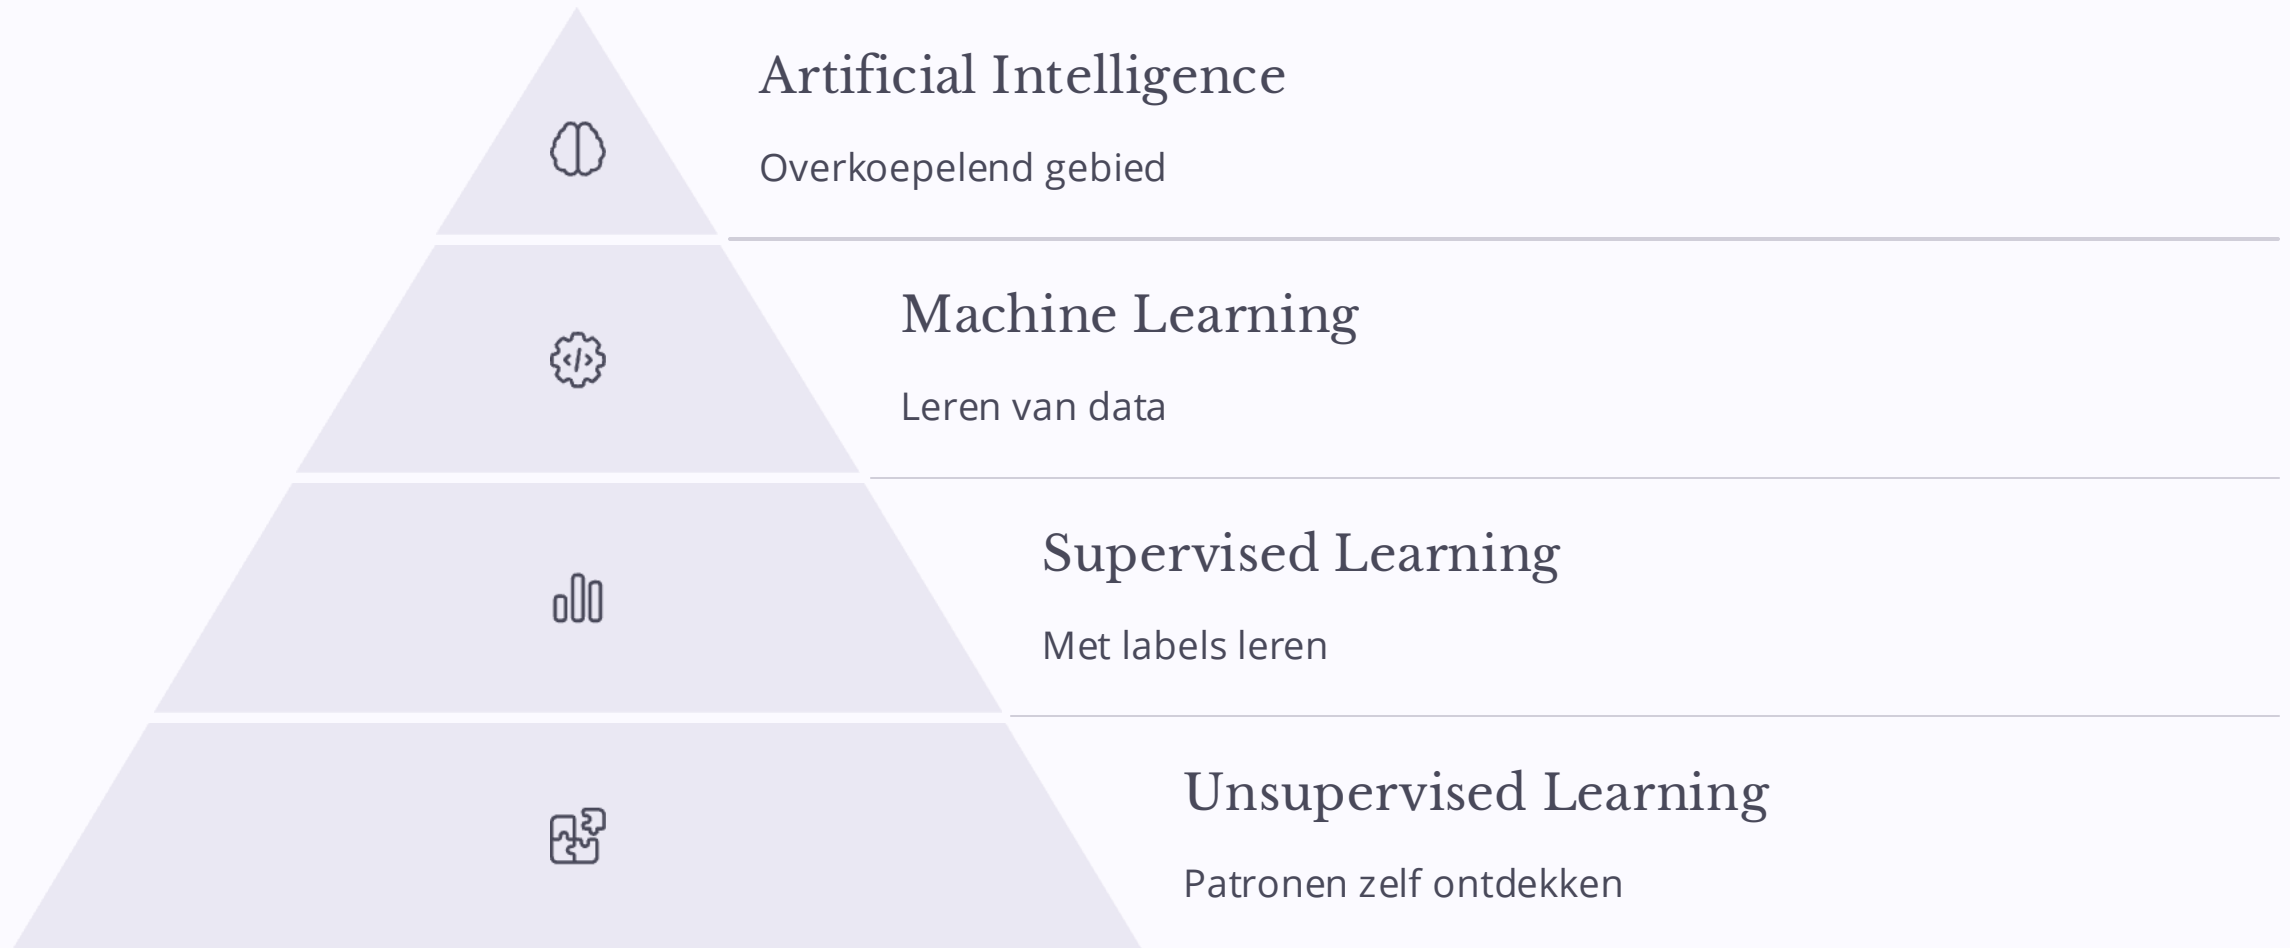 Artificial Intelligence
Overkoepelend gebied
Machine Learning
Leren van data
Supervised Learning
Met labels leren
Unsupervised Learning
Patronen zelf ontdekken